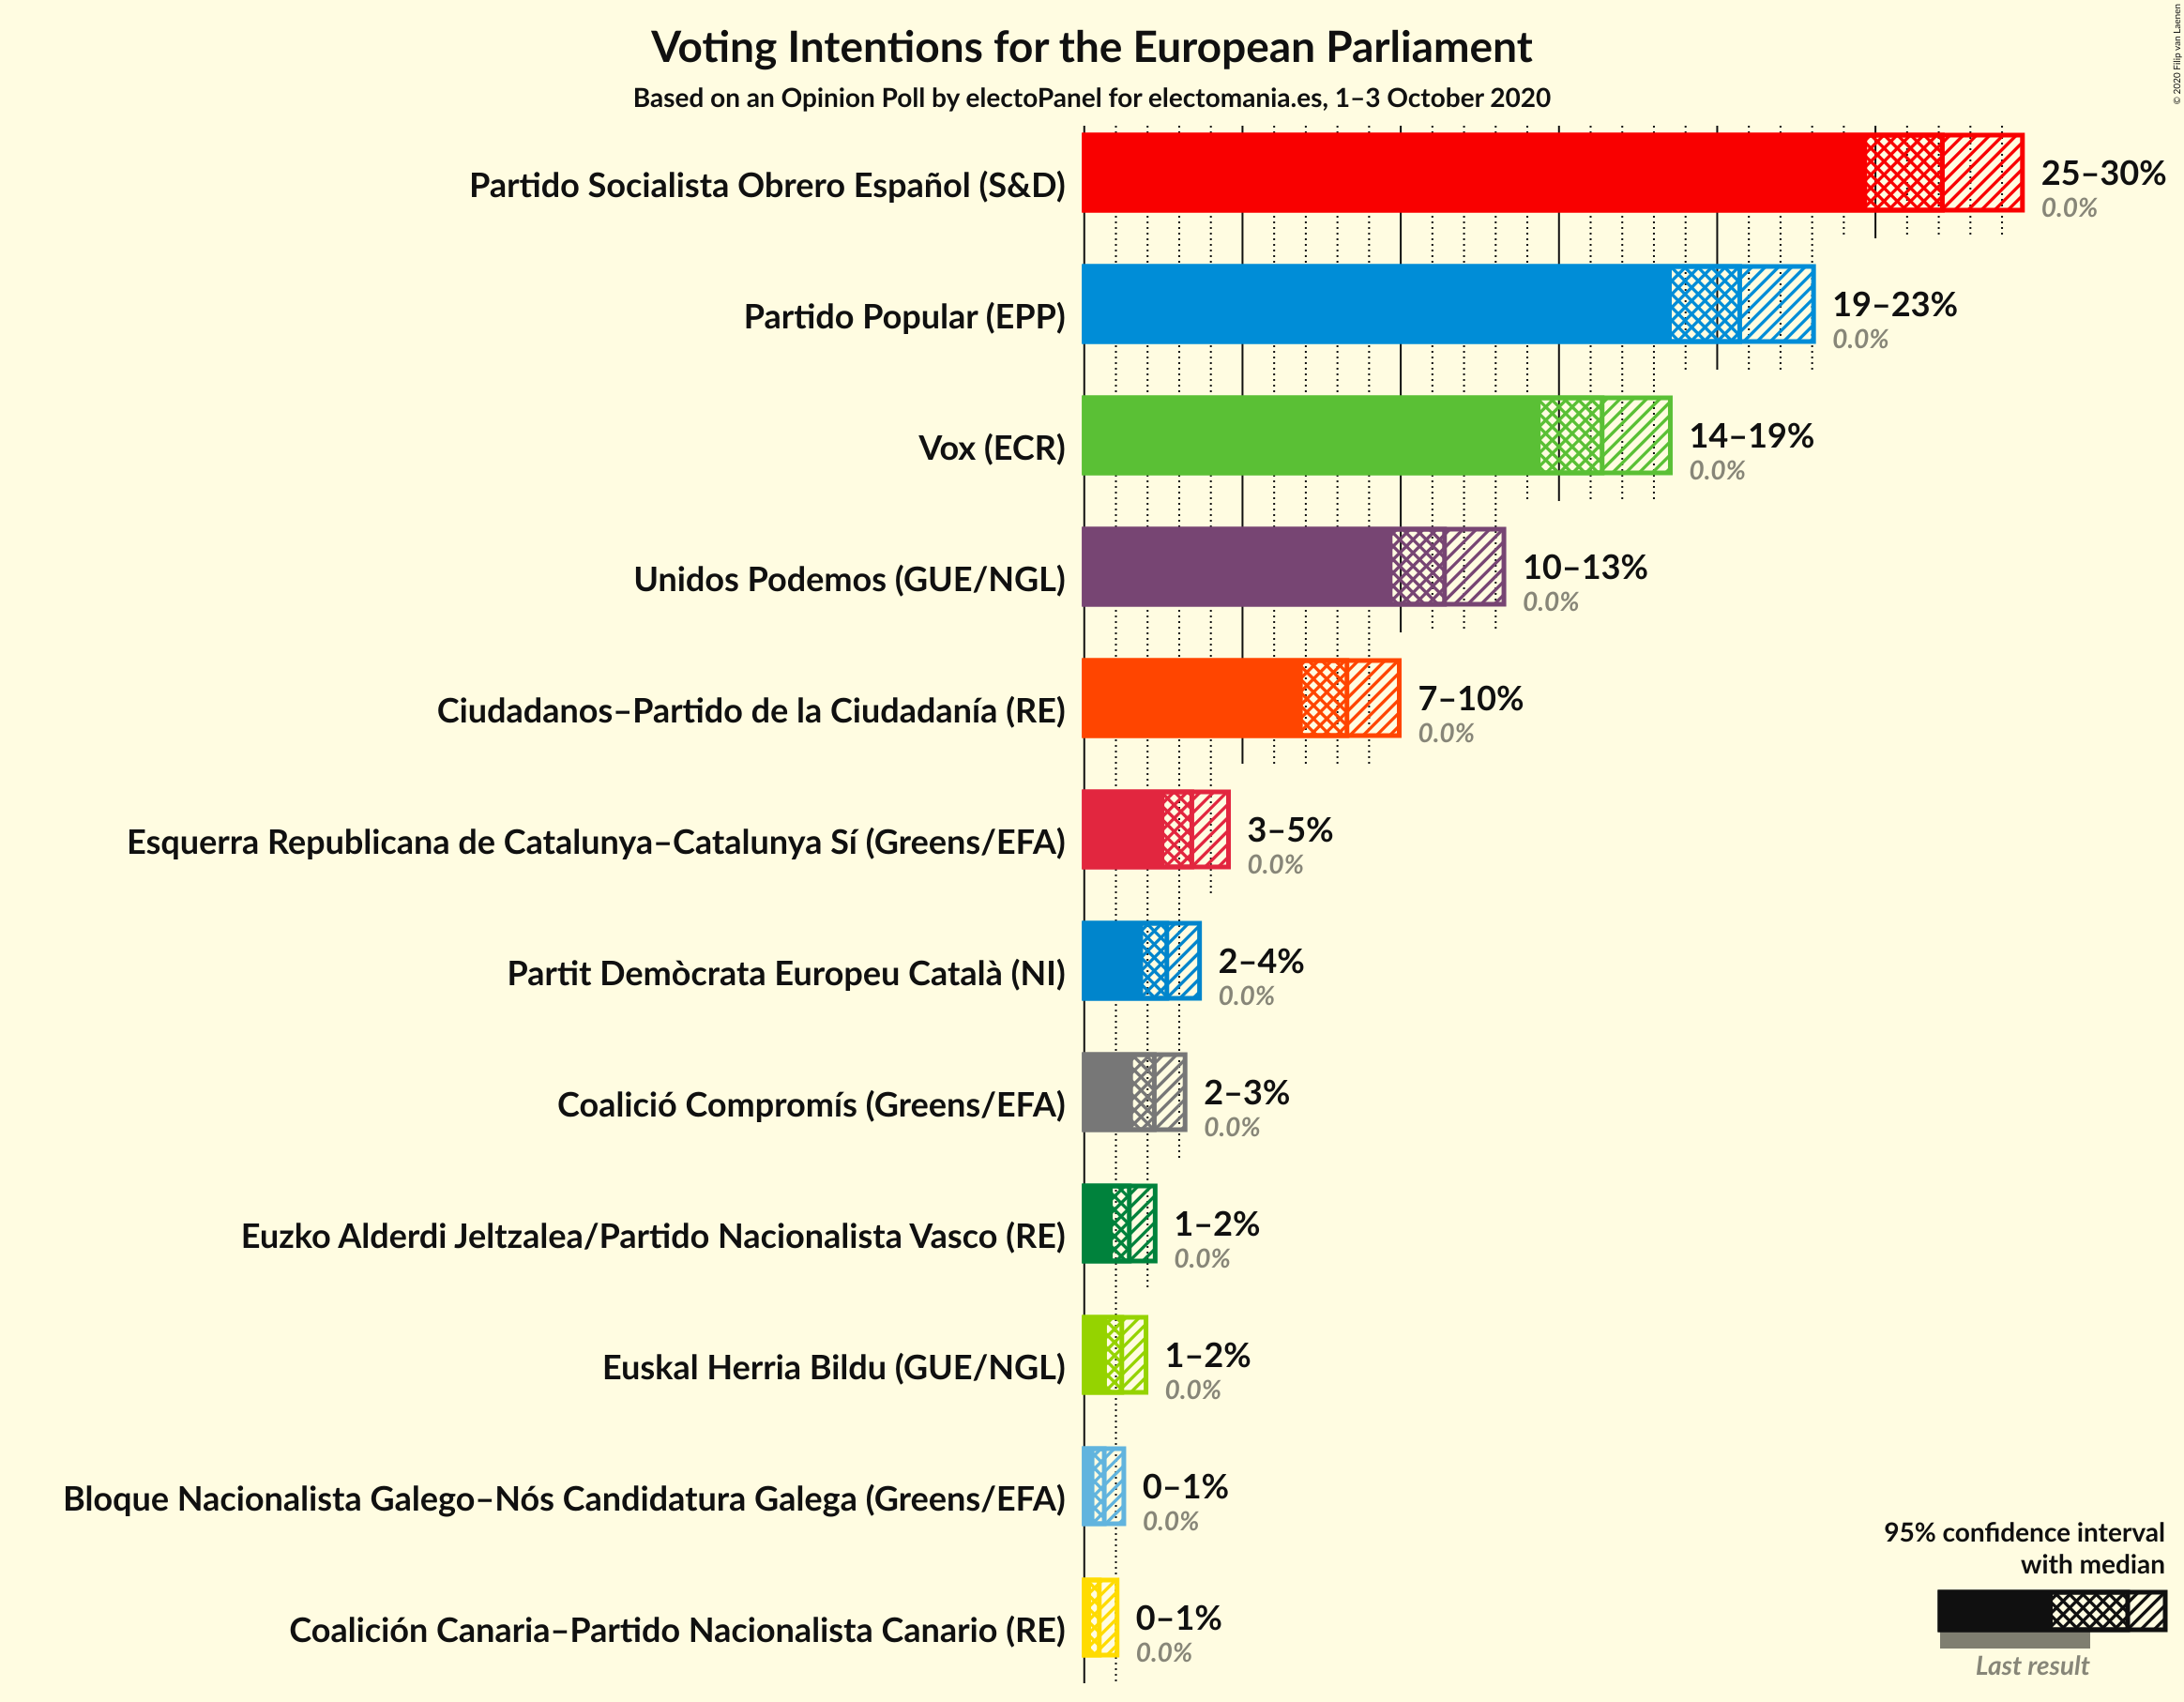 Voting Intentions for the European Parliament
Based on an Opinion Poll by electoPanel for electomania.es, 1–3 October 2020
© 2020 Filip van Laenen
Partido Socialista Obrero Español (S&D)
25–30%
0.0%
Partido Popular (EPP)
19–23%
0.0%
Vox (ECR)
14–19%
0.0%
Unidos Podemos (GUE/NGL)
10–13%
0.0%
Ciudadanos–Partido de la Ciudadanía (RE)
7–10%
0.0%
Esquerra Republicana de Catalunya–Catalunya Sí (Greens/EFA)
3–5%
0.0%
Partit Demòcrata Europeu Català (NI)
2–4%
0.0%
Coalició Compromís (Greens/EFA)
2–3%
0.0%
Euzko Alderdi Jeltzalea/Partido Nacionalista Vasco (RE)
1–2%
0.0%
Euskal Herria Bildu (GUE/NGL)
1–2%
0.0%
Bloque Nacionalista Galego–Nós Candidatura Galega (Greens/EFA)
0–1%
0.0%
Coalición Canaria–Partido Nacionalista Canario (RE)
0–1%
0.0%
95% confidence interval
with median
Last result